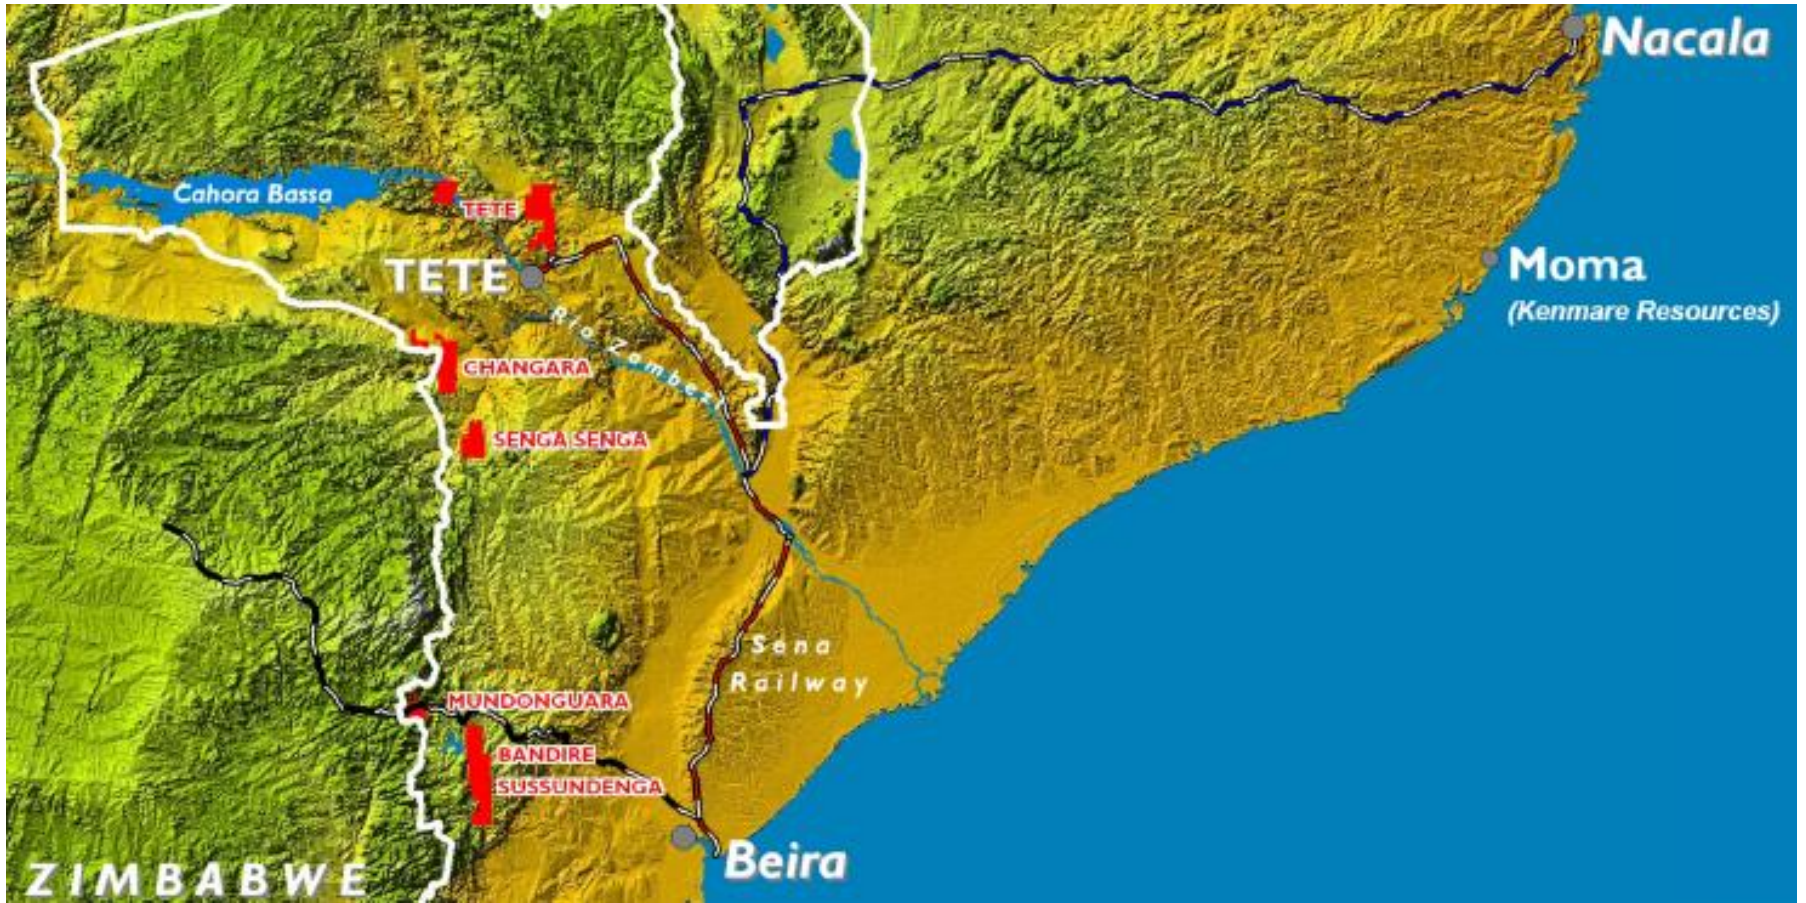 Nacala
Cahora Bassa
TETE
TETE
Moma
(Kenmare Resources)
Rio Zambezi
CHANGARA
SENGA SENGA
Sena
Railway
MUNDONGUARA
BANDIRE
SUSSUNDENGA
Beira
ZIMBABWE